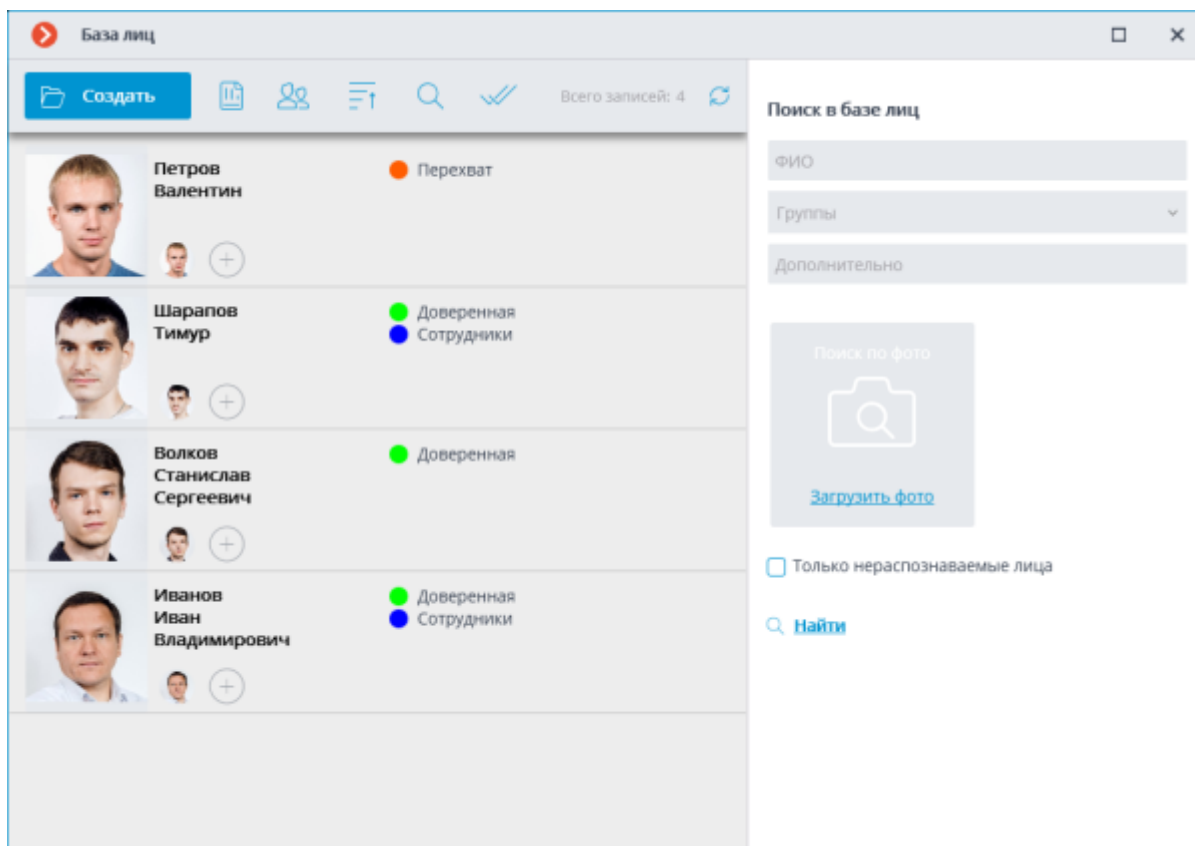 База лиц
Создать
Всего записей: 4
Петров
Валентин
Перехват
Шарапов
Тимур
Доверенная
Сотрудники
Волков
Станислав
Сергеевич
Доверенная
Иванов
Иван
Владимирович
Доверенная
Сотрудники
Поиск в базе лиц
ФИО
Группы
Дополнительно
Поиск по фото
Загрузить фото
Только нераспознаваемые лица
Найти